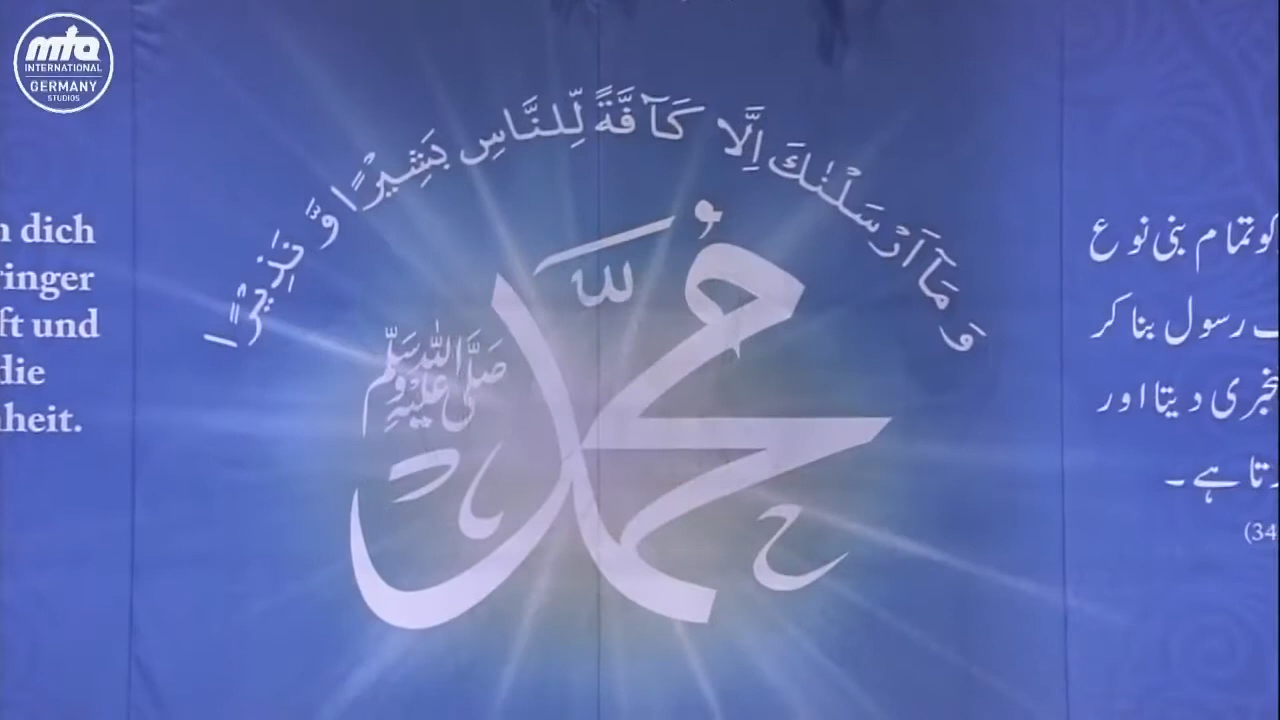 mta
INTERNATIONAL
GERMANY
STUDIOS
وَ مَاۤ اَرْسَلْنٰكَ اِلَّا كَآفَّةً لِّلنَّاسِ بَشِيْرًا وَّ نَذِيْرًا
محمد
صَلَّى اللّٰهُ عَلَيْهِ وَسَلَّم
dich
ringer
ft und
die
heit.
کو تمام بنی نوع
رسول بنا کر
دیتا اور
ہے ۔
(34